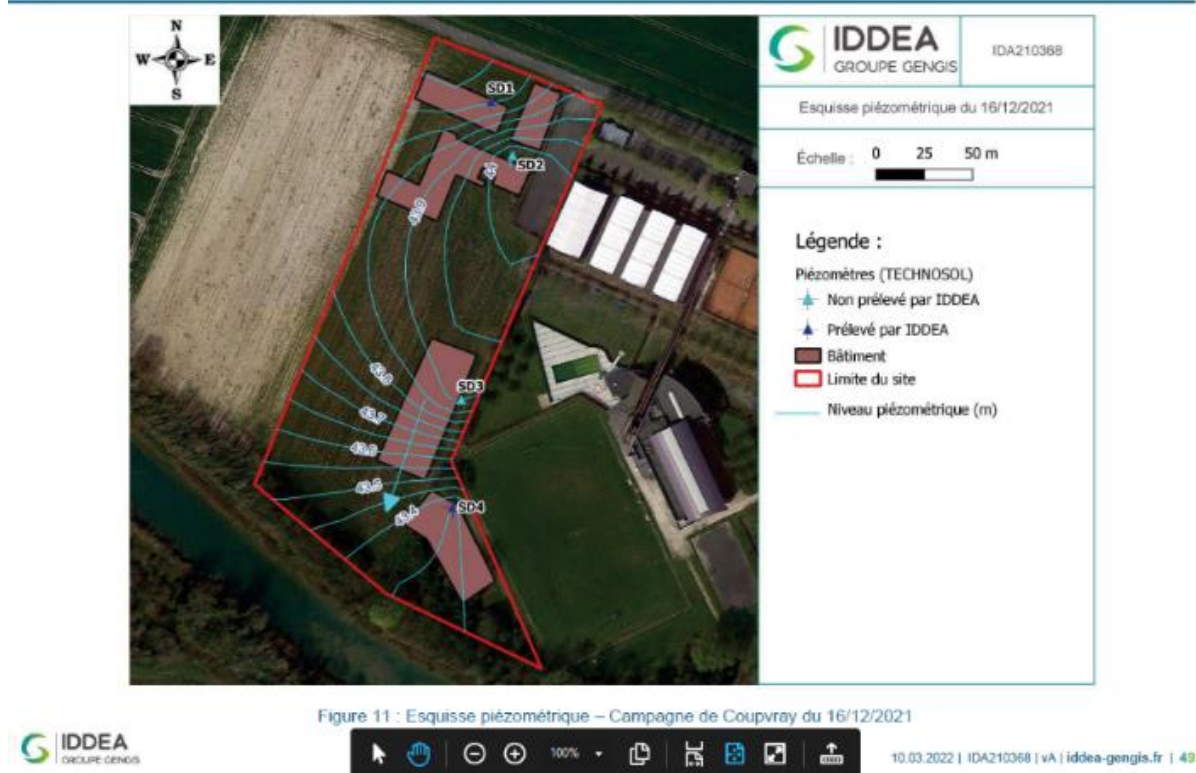 N
W E
S
IDDEA
GROUPE GENGIS
IDA210368
Esquisse piézométrique du 16/12/2021
Échelle : 0 25 50 m
Légende :
Piézomètres (TECHNOSOL)
Non prélevé par IDDEA
Prélevé par IDDEA
Bâtiment
Limite du site
Niveau piézométrique (m)
SD1
SD2
44
43.9
43.8
SD3
43.7
43.6
43.5
SD4
43.4
Figure 11 : Esquisse piézométrique – Campagne de Coupvray du 16/12/2021
IDDEA
GROUPE GENGIS
100%
10.03.2022 | IDA210368 | vA | iddea-gengis.fr | 49